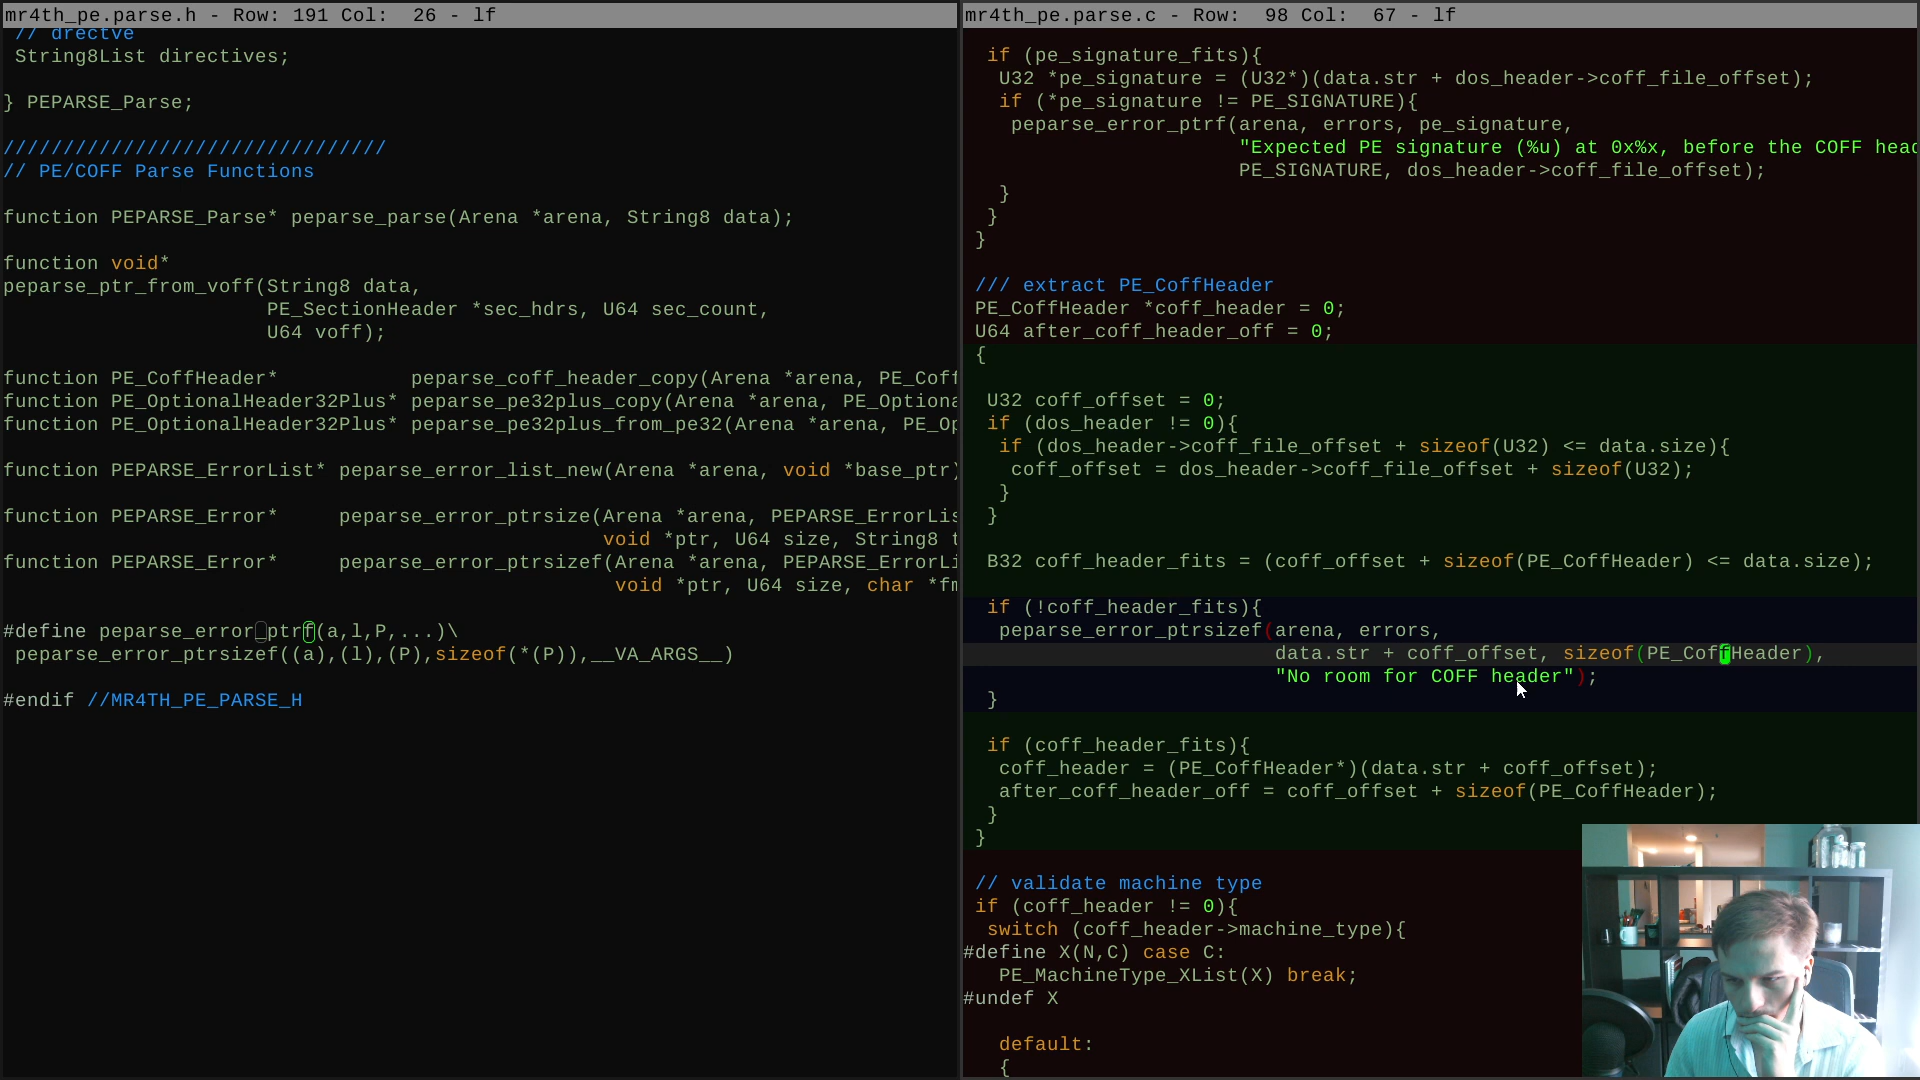 mr4th_pe.parse.h - Row: 191 Col:  26 - lf
// drectve
String8List directives;
} PEPARSE_Parse;
////////////////////////////////
// PE/COFF Parse Functions
function PEPARSE_Parse* peparse_parse(Arena *arena, String8 data);
function void*
peparse_ptr_from_voff(String8 data,
PE_SectionHeader *sec_hdrs, U64 sec_count,
U64 voff);
function PE_CoffHeader*           peparse_coff_header_copy(Arena *arena, PE_Coff
function PE_OptionalHeader32Plus* peparse_pe32plus_copy(Arena *arena, PE_Optiona
function PE_OptionalHeader32Plus* peparse_pe32plus_from_pe32(Arena *arena, PE_Op
function PEPARSE_ErrorList* peparse_error_list_new(Arena *arena, void *base_ptr)
function PEPARSE_Error*     peparse_error_ptrsize(Arena *arena, PEPARSE_ErrorLis
void *ptr, U64 size, String8 t
function PEPARSE_Error*     peparse_error_ptrsizef(Arena *arena, PEPARSE_ErrorLi
void *ptr, U64 size, char *fm
#define peparse_error_ptrf(a,l,P,...)\
peparse_error_ptrsizef((a),(l),(P),sizeof(*(P)),__VA_ARGS__)
#endif //MR4TH_PE_PARSE_H
mr4th_pe.parse.c - Row:  98 Col:  67 - lf
if (pe_signature_fits){
U32 *pe_signature = (U32*)(data.str + dos_header->coff_file_offset);
if (*pe_signature != PE_SIGNATURE){
peparse_error_ptrf(arena, errors, pe_signature,
"Expected PE signature (%u) at 0x%x, before the COFF head
PE_SIGNATURE, dos_header->coff_file_offset);
}
}
}
/// extract PE_CoffHeader
PE_CoffHeader *coff_header = 0;
U64 after_coff_header_off = 0;
{
U32 coff_offset = 0;
if (dos_header != 0){
if (dos_header->coff_file_offset + sizeof(U32) <= data.size){
coff_offset = dos_header->coff_file_offset + sizeof(U32);
}
}
B32 coff_header_fits = (coff_offset + sizeof(PE_CoffHeader) <= data.size);
if (!coff_header_fits){
peparse_error_ptrsizef(arena, errors,
data.str + coff_offset, sizeof(PE_CoffHeader),
"No room for COFF header");
}
if (coff_header_fits){
coff_header = (PE_CoffHeader*)(data.str + coff_offset);
after_coff_header_off = coff_offset + sizeof(PE_CoffHeader);
}
}
// validate machine type
if (coff_header != 0){
switch (coff_header->machine_type){
#define X(N,C) case C:
PE_MachineType_XList(X) break;
#undef X
default:
{